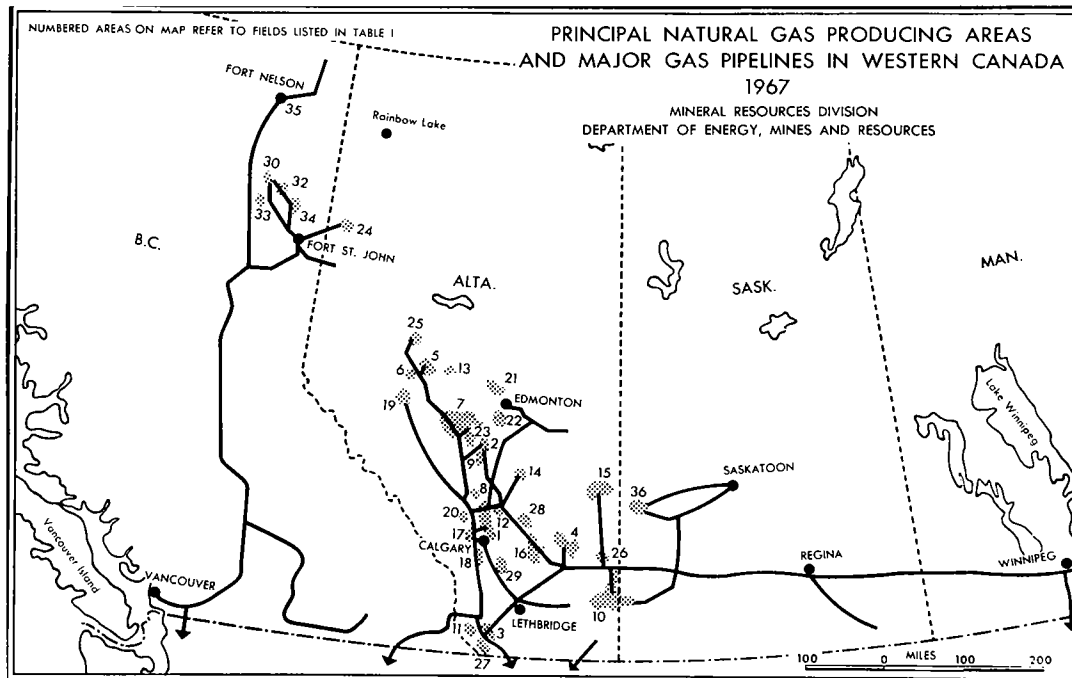 NUMBERED AREAS ON MAP REFER TO FIELDS LISTED IN TABLE I
PRINCIPAL NATURAL GAS PRODUCING AREAS
AND MAJOR GAS PIPELINES IN WESTERN CANADA
1967
MINERAL RESOURCES DIVISION
DEPARTMENT OF ENERGY, MINES AND RESOURCES
FORT NELSON
35
Rainbow Lake
30
32
33
34
24
FORT ST. JOHN
B.C.
ALTA.
SASK.
MAN.
25
5
6
13
21
19
EDMONTON
7
22
23
2
9
14
15
SASKATOON
36
8
20
12
28
17
1
4
CALGARY
16
18
29
26
REGINA
WINNIPEG
Lake Winnipeg
Vancouver Island
VANCOUVER
10
LETHBRIDGE
11
3
27
100 0 MILES 100 200